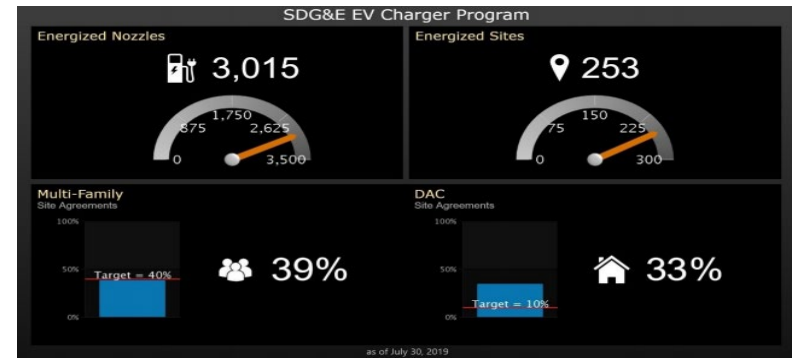 SDG&E EV Charger Program
Energized Nozzles
3,015
0
875
1,750
2,625
3,500
Energized Sites
253
0
75
150
225
300
Multi-Family
Site Agreements
100%
50%
0%
Target = 40%
39%
DAC
Site Agreements
100%
50%
0%
Target = 10%
33%
as of July 30, 2019